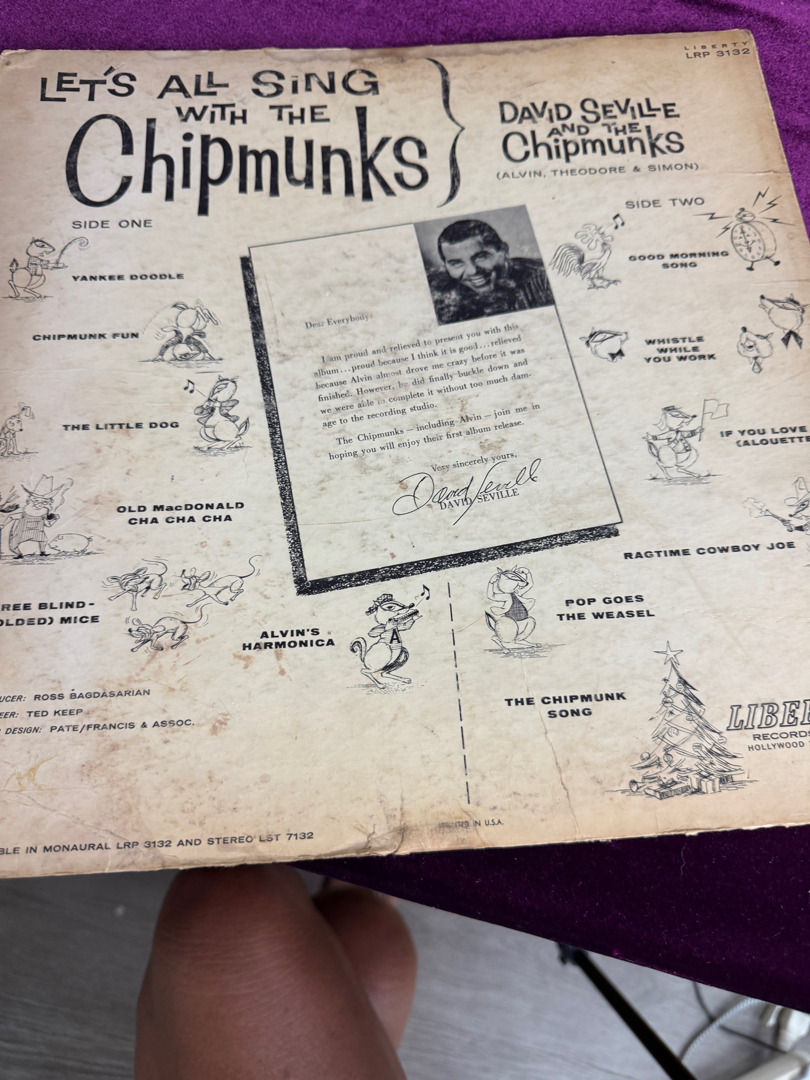 LIBERTY
LRP 3132
LET'S ALL SING
WITH THE
Chipmunks
DAVID SEVILLE
AND THE
Chipmunks
(ALVIN, THEODORE & SIMON)
SIDE ONE
YANKEE DOODLE
CHIPMUNK FUN
THE LITTLE DOG
OLD MacDONALD
CHA CHA CHA
REE BLIND-
OLDED) MICE
ALVIN'S
HARMONICA
A
Dear Everybody:
I am proud and relieved to present you with this
album...proud because I think it is good...relieved
because Alvin almost drove me crazy before it was
finished. However, he did finally buckle down and
we were able to complete it without too much dam-
age to the recording studio.
The Chipmunks — including Alvin — join me in
hoping you will enjoy their first album release.
Very sincerely yours,
David Seville
DAVID SEVILLE
SIDE TWO
GOOD MORNING
SONG
WHISTLE
WHILE
YOU WORK
IF YOU LOVE
(ALOUETTE
RAGTIME COWBOY JOE
POP GOES
THE WEASEL
THE CHIPMUNK
SONG
UCER: ROSS BAGDASARIAN
EER: TED KEEP
DESIGN: PATE/FRANCIS & ASSOC.
LIBE
RECORDS
HOLLYWOOD
BLE IN MONAURAL LRP 3132 AND STEREO LST 7132
IN U.S.A.